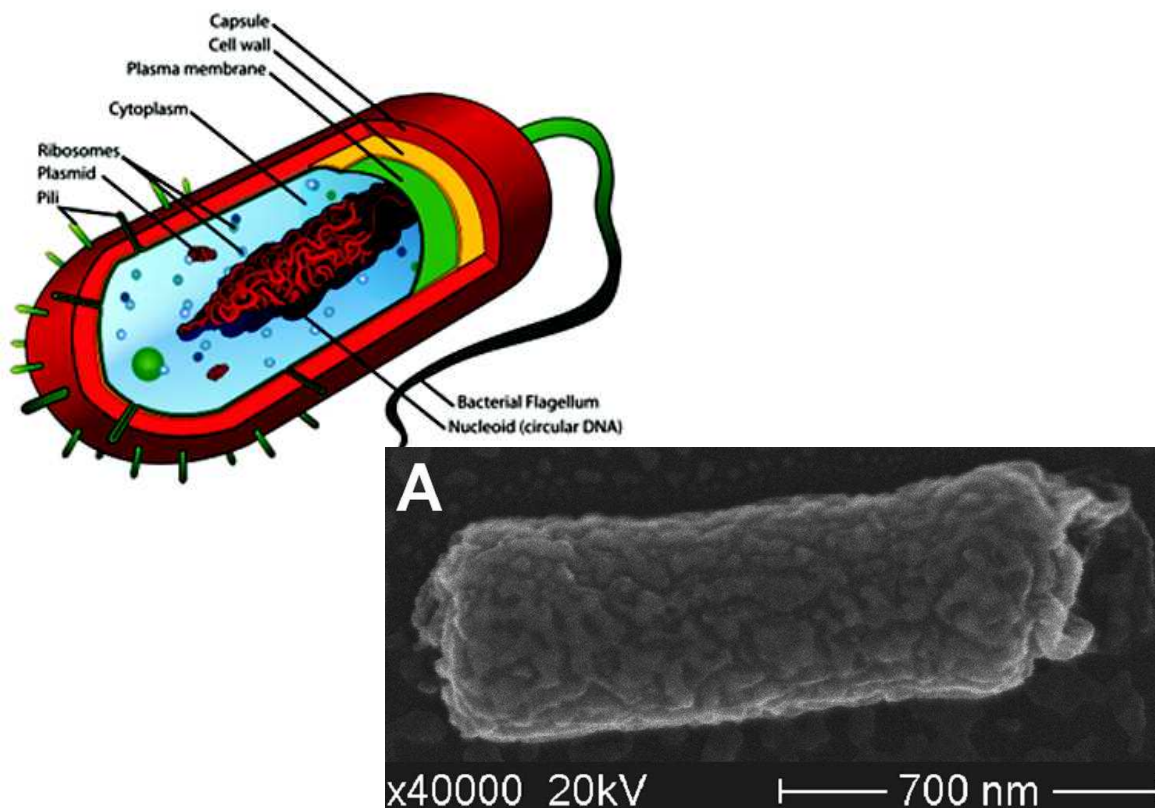 Capsule
Cell wall
Plasma membrane
Cytoplasm
Ribosomes
Plasmid
Pili
Bacterial Flagellum
Nucleoid (circular DNA)
A
x40000 20kV 700 nm